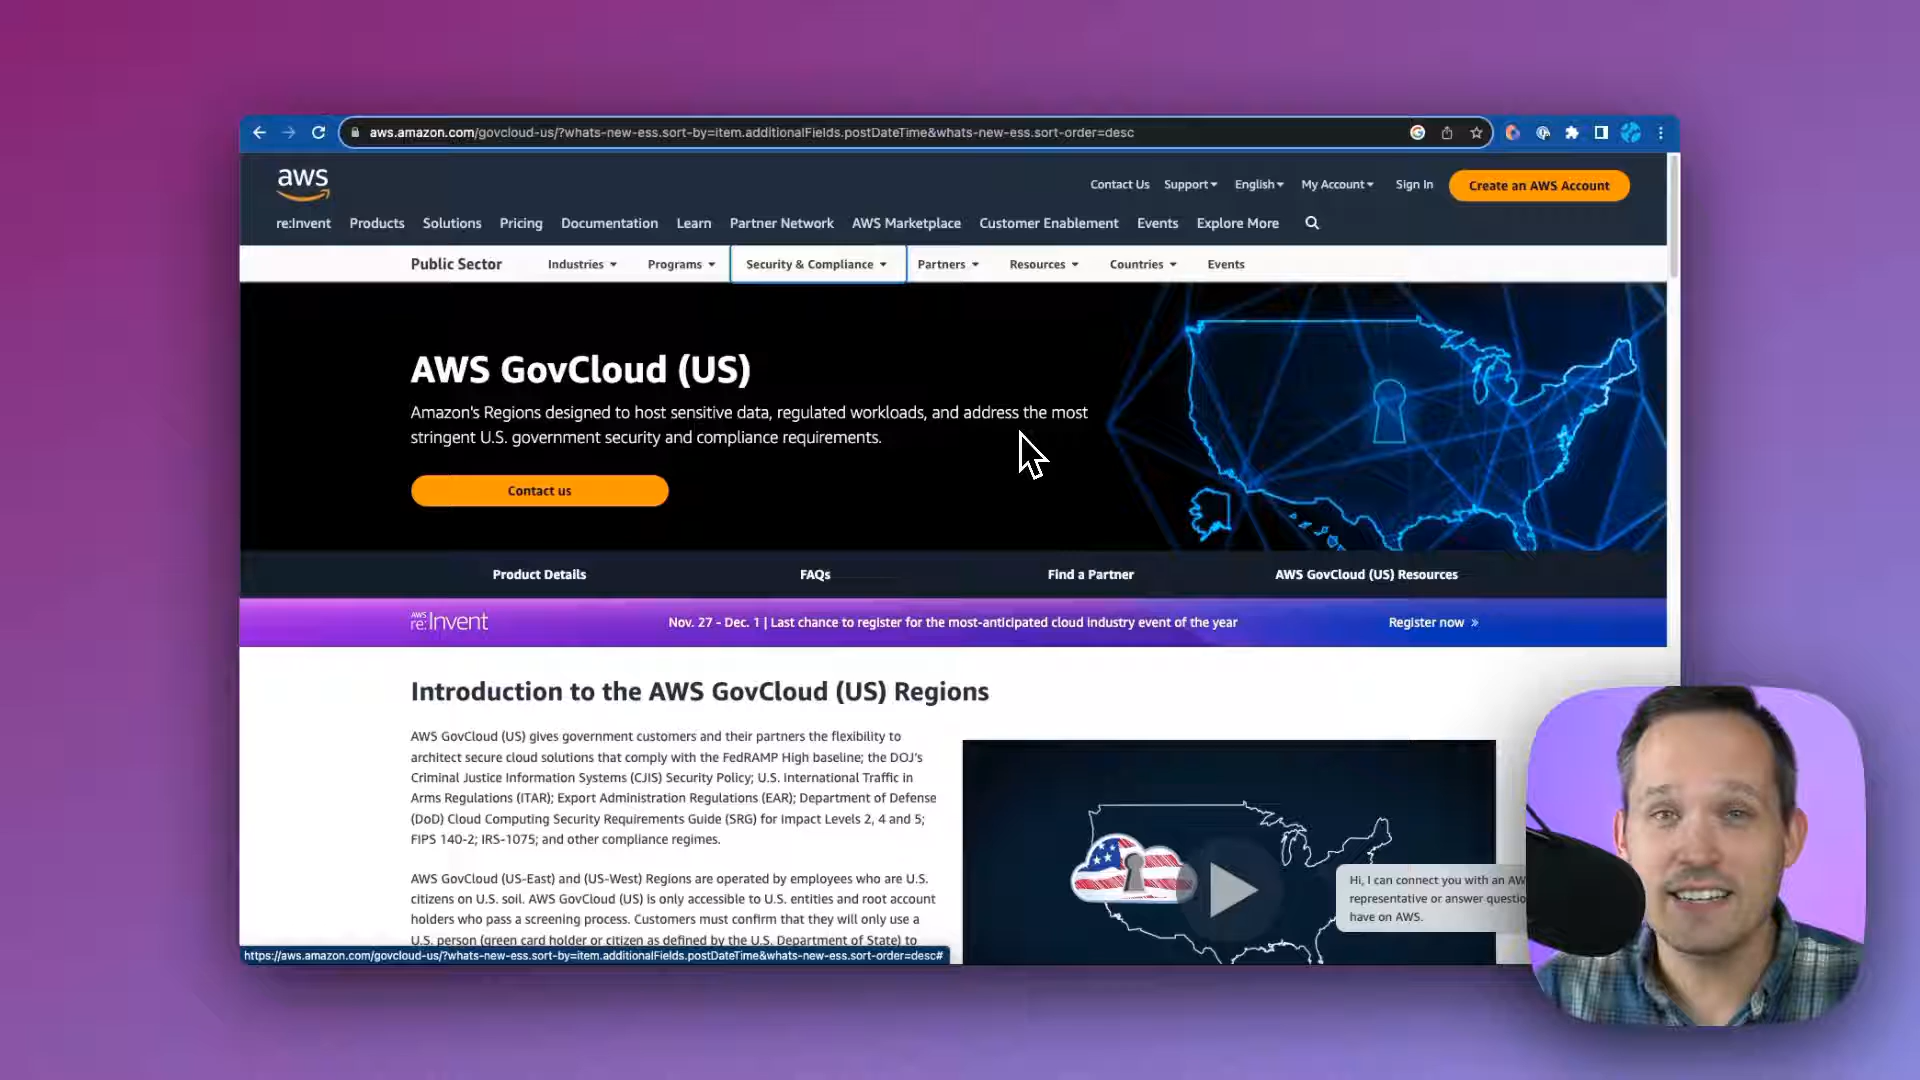 aws.amazon.com/govcloud-us/?whats-new-ess.sort-by=item.additionalFields.postDateTime&whats-new-ess.sort-order=desc
aws
Contact Us Support English My Account Sign In Create an AWS Account
re:Invent Products Solutions Pricing Documentation Learn Partner Network AWS Marketplace Customer Enablement Events Explore More
Public Sector Industries Programs Security & Compliance Partners Resources Countries Events
AWS GovCloud (US)
Amazon's Regions designed to host sensitive data, regulated workloads, and address the most
stringent U.S. government security and compliance requirements.
Contact us
Product Details FAQs Find a Partner AWS GovCloud (US) Resources
AWS re:Invent Nov. 27 - Dec. 1 | Last chance to register for the most-anticipated cloud industry event of the year Register now »
Introduction to the AWS GovCloud (US) Regions
AWS GovCloud (US) gives government customers and their partners the flexibility to
architect secure cloud solutions that comply with the FedRAMP High baseline; the DOJ's
Criminal Justice Information Systems (CJIS) Security Policy; U.S. International Traffic in
Arms Regulations (ITAR); Export Administration Regulations (EAR); Department of Defense
(DoD) Cloud Computing Security Requirements Guide (SRG) for Impact Levels 2, 4 and 5;
FIPS 140-2; IRS-1075; and other compliance regimes.
AWS GovCloud (US-East) and (US-West) Regions are operated by employees who are U.S.
citizens on U.S. soil. AWS GovCloud (US) is only accessible to U.S. entities and root account
holders who pass a screening process. Customers must confirm that they will only use a
U.S. person (green card holder or citizen as defined by the U.S. Department of State) to
Hi, I can connect you with an AW
representative or answer questio
have on AWS.
https://aws.amazon.com/govcloud-us/?whats-new-ess.sort-by=item.additionalFields.postDateTime&whats-new-ess.sort-order=desc#